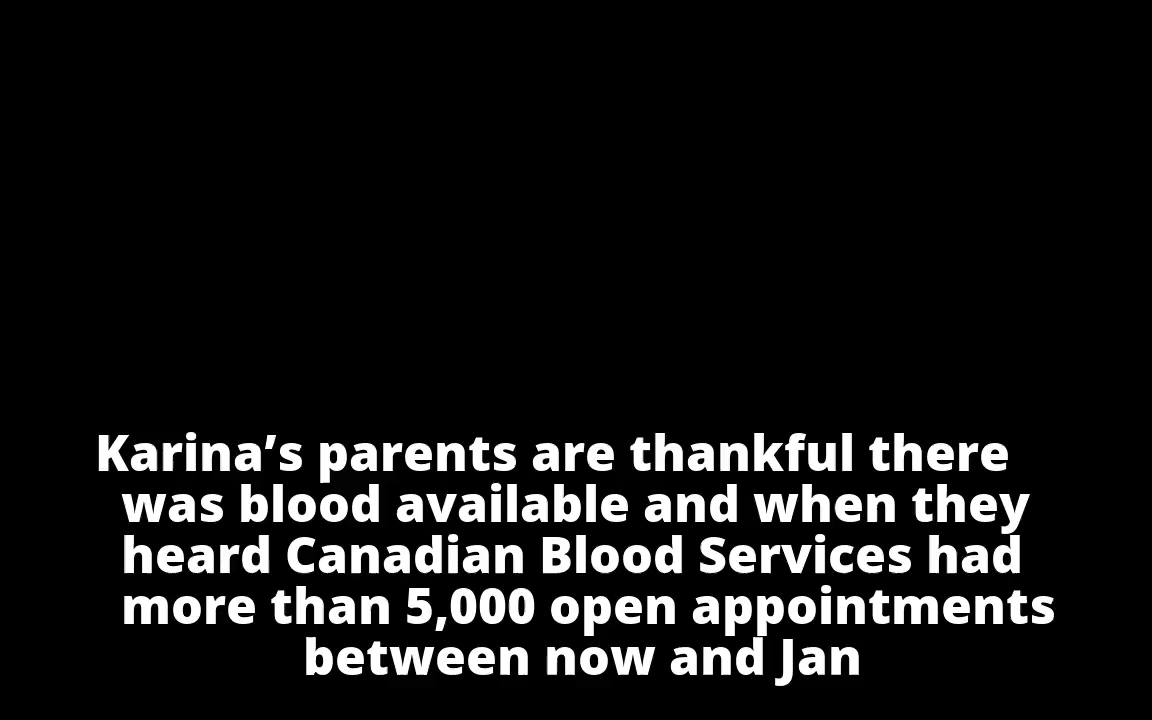 Karina’s parents are thankful there
was blood available and when they
heard Canadian Blood Services had
more than 5,000 open appointments
between now and Jan